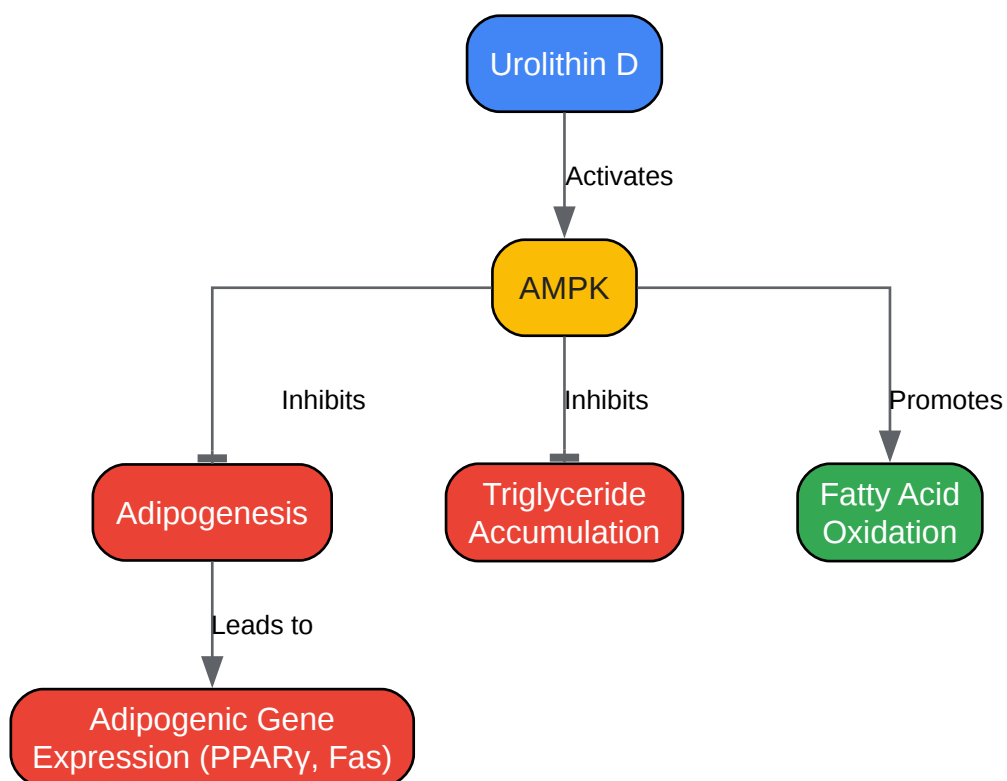 Urolithin D
Activates
AMPK
Inhibits
Inhibits
Promotes
Adipogenesis
Triglyceride
Accumulation
Fatty Acid
Oxidation
Leads to
Adipogenic Gene
Expression (PPARγ, Fas)